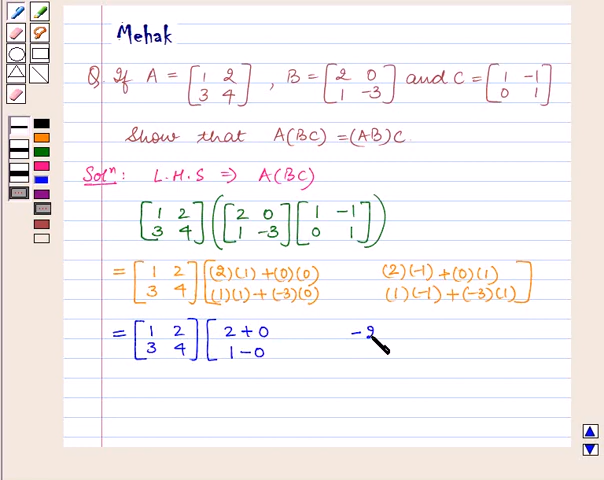 Mehak
Q. If A = [1 2 , B = [2 0 and C = [1 -1
3 4] 1 -3] 0 1]
Show that A(BC) = (AB)C.
Solⁿ: L.H.S ⇒ A(BC)
[1 2 ([2 0 [1 -1
3 4] 1 -3] 0 1])
= [1 2 [(2)(1)+(0)(0) (2)(-1)+(0)(1)
3 4] (1)(1)+(-3)(0) (1)(-1)+(-3)(1)]
= [1 2 [2+0 -2
3 4] 1-0